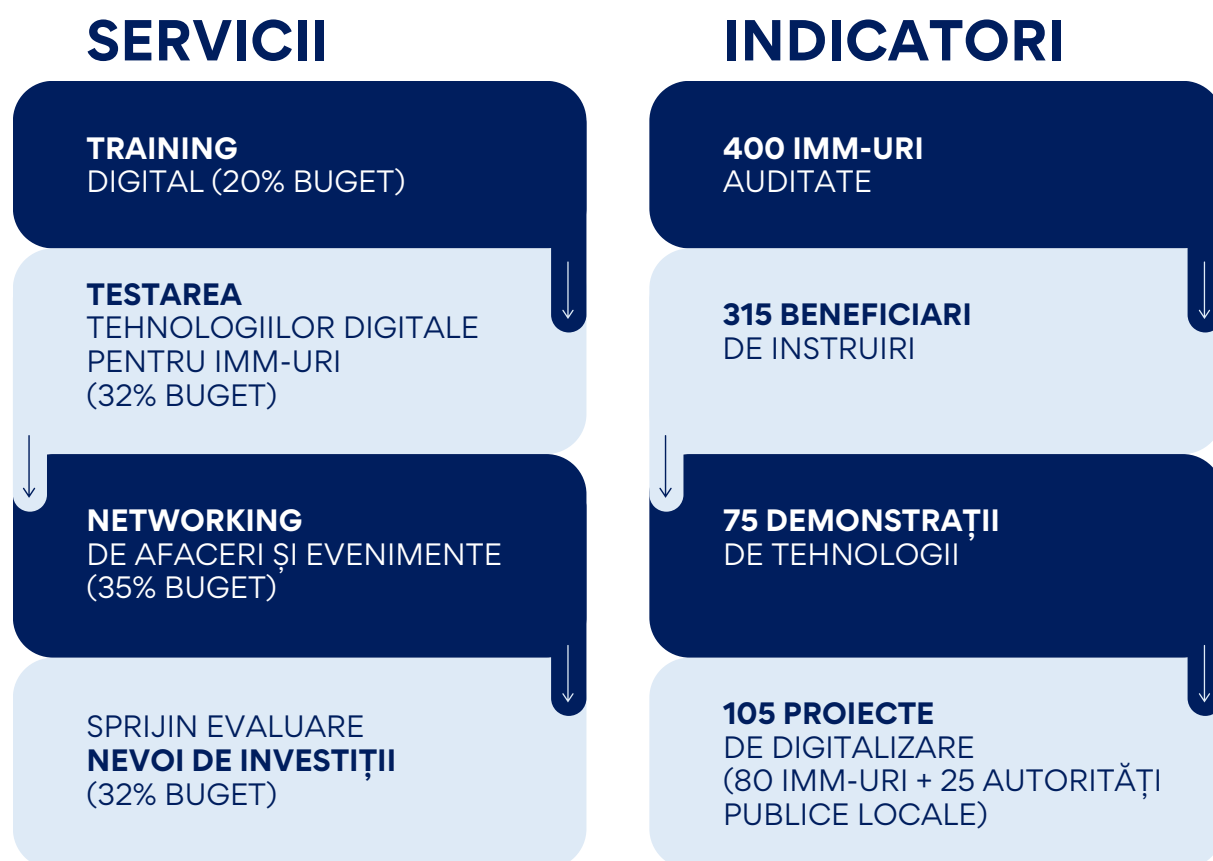 SERVICII
TRAINING
DIGITAL (20% BUGET)
TESTAREA
TEHNOLOGIILOR DIGITALE
PENTRU IMM-URI
(32% BUGET)
NETWORKING
DE AFACERI ȘI EVENIMENTE
(35% BUGET)
SPRIJIN EVALUARE
NEVOI DE INVESTIȚII
(32% BUGET)
INDICATORI
400 IMM-URI
AUDITATE
315 BENEFICIARI
DE INSTRUIRI
75 DEMONSTRAȚII
DE TEHNOLOGII
105 PROIECTE
DE DIGITALIZARE
(80 IMM-URI + 25 AUTORITĂȚI
PUBLICE LOCALE)